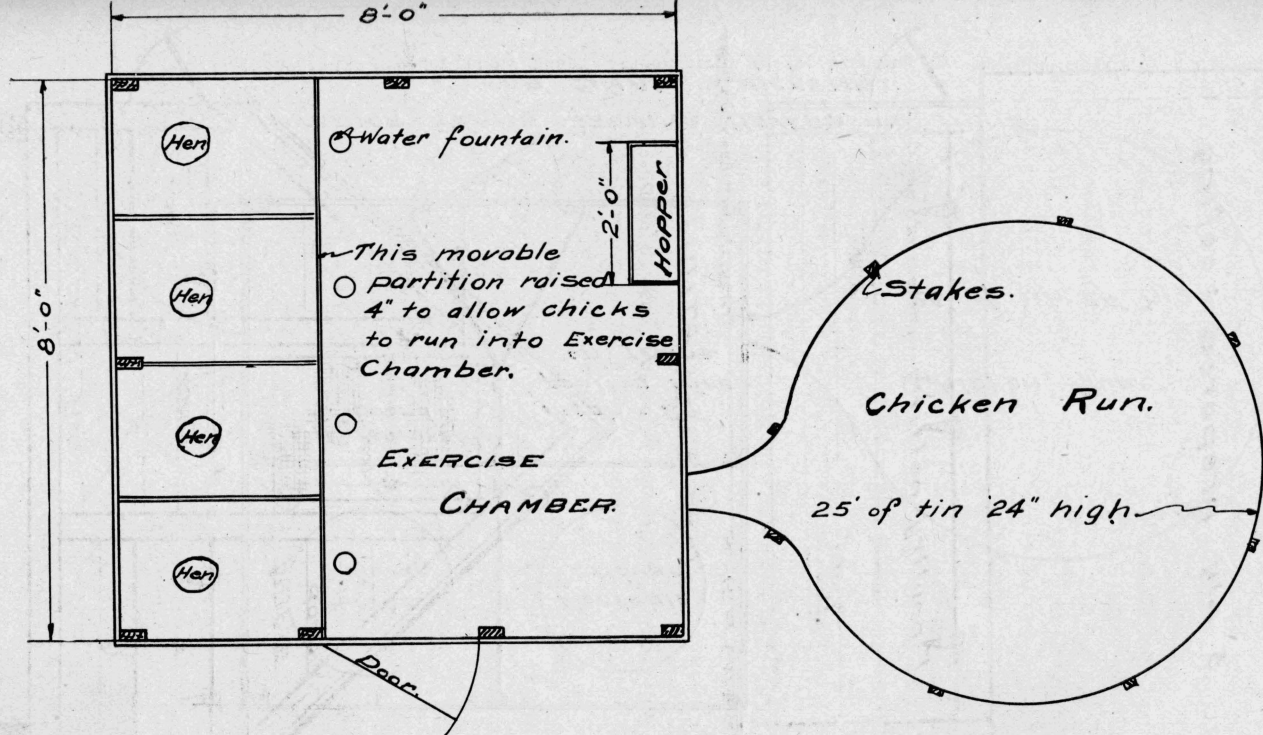 8'-0"
8'-0"
Hen
Hen
Hen
Hen
Water fountain.
2'-0"
Hopper
This movable
partition raised
4" to allow chicks
to run into Exercise
Chamber.
EXERCISE
CHAMBER.
Door.
Stakes.
Chicken Run.
25' of tin 24" high